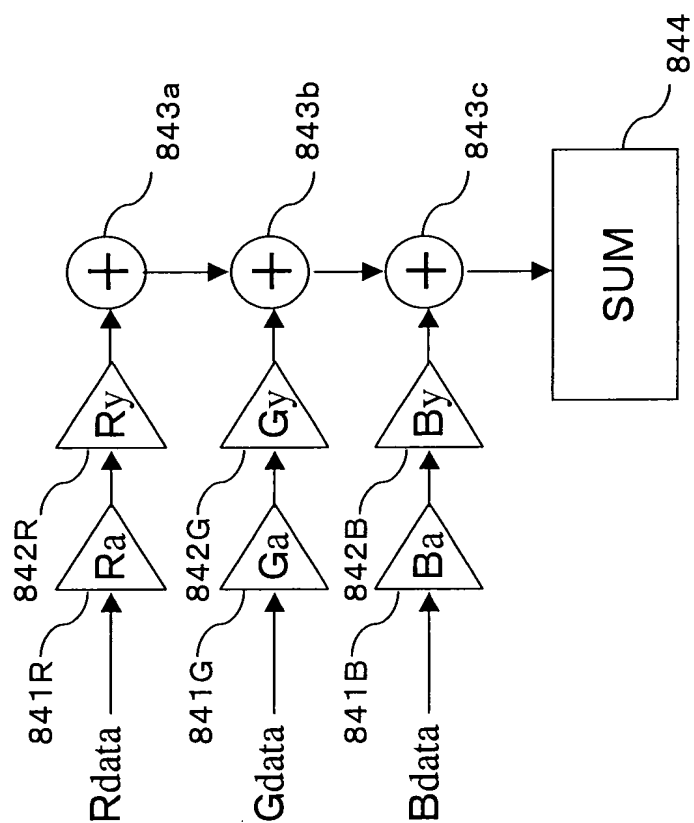 Rdata
841R
Ra
842R
Ry
+
843a
Gdata
841G
Ga
842G
Gy
+
843b
Bdata
841B
Ba
842B
By
+
843c
SUM
844